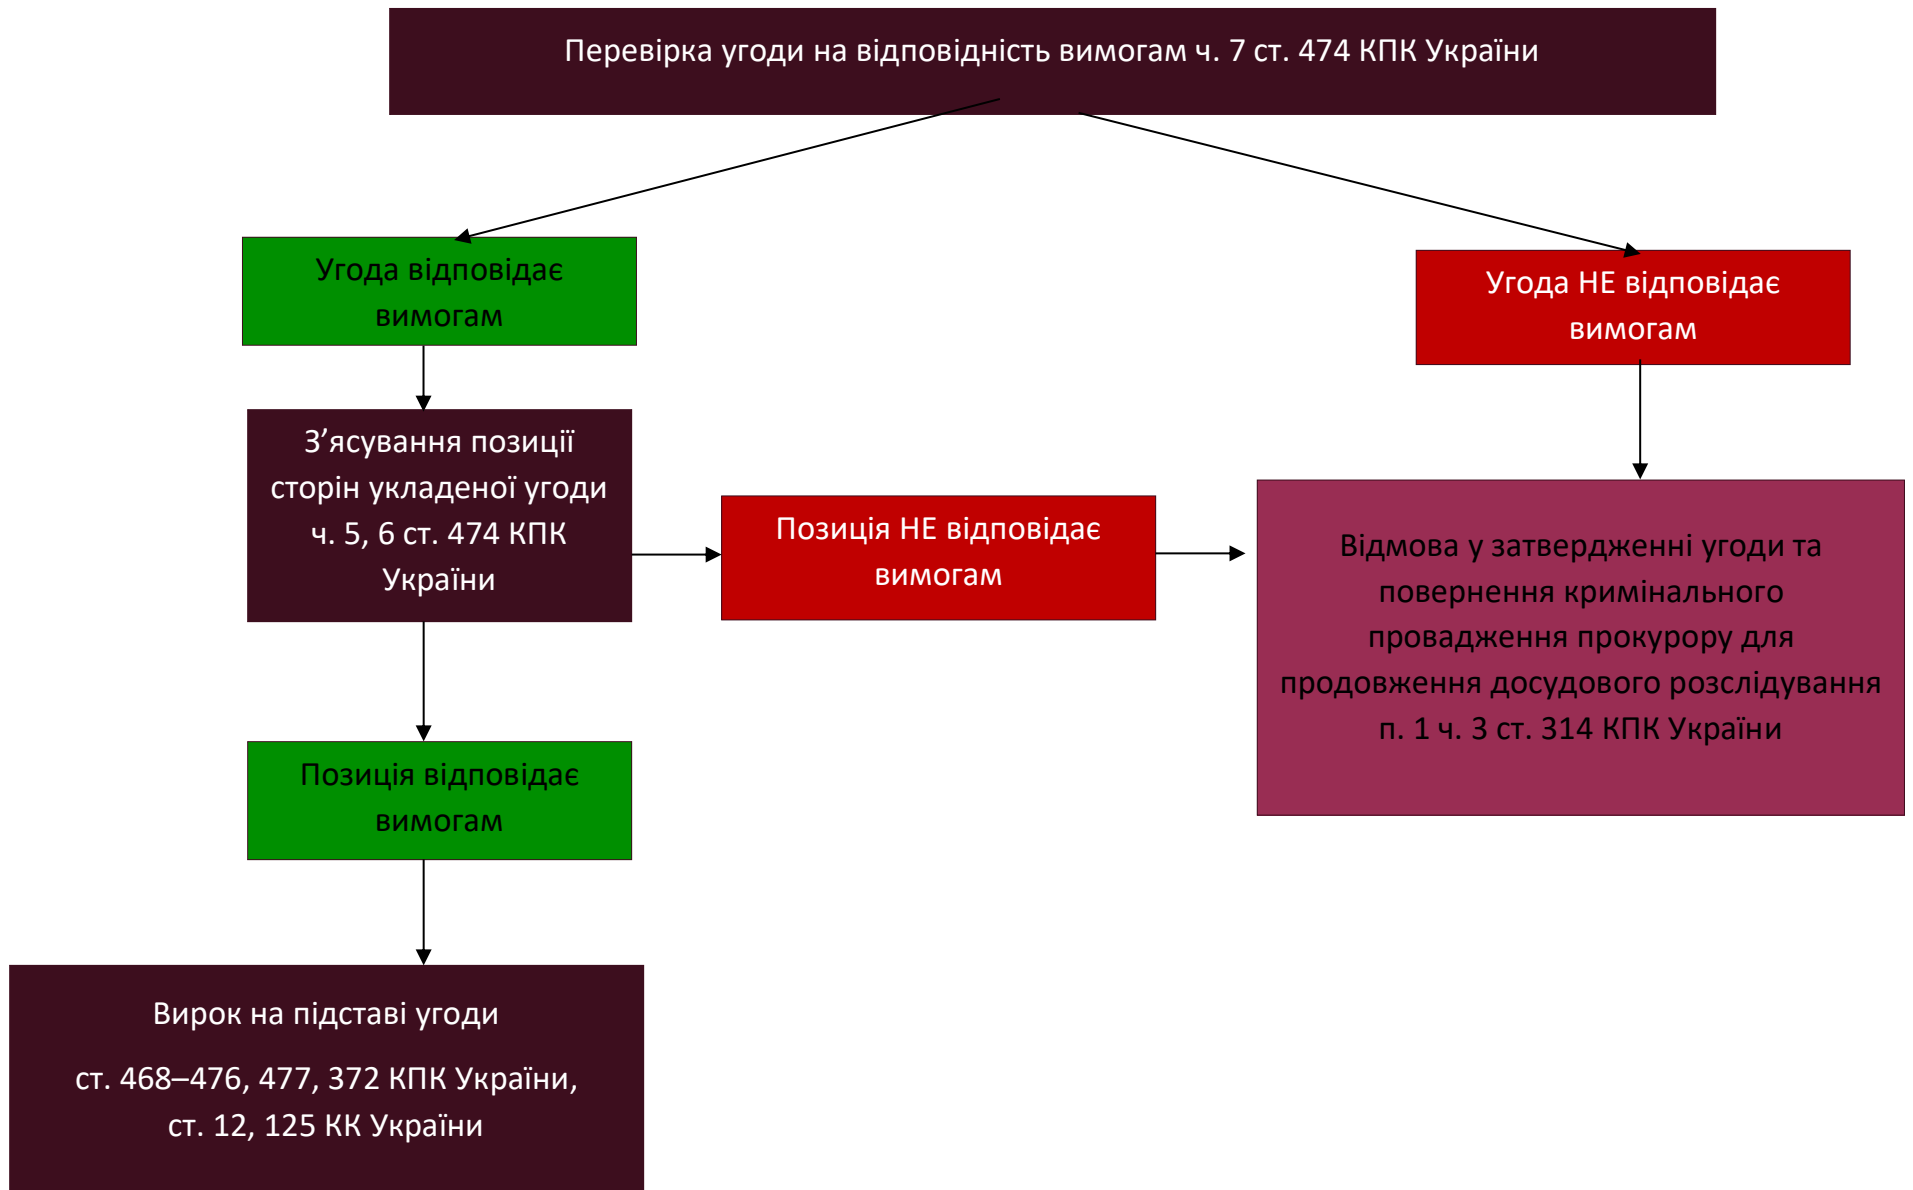 Перевірка угоди на відповідність вимогам ч. 7 ст. 474 КПК України
Угода відповідає
вимогам
Угода НЕ відповідає
вимогам
З’ясування позиції
сторін укладеної угоди
ч. 5, 6 ст. 474 КПК
України
Позиція НЕ відповідає
вимогам
Відмова у затвердженні угоди та
повернення кримінального
провадження прокурору для
продовження досудового розслідування
п. 1 ч. 3 ст. 314 КПК України
Позиція відповідає
вимогам
Вирок на підставі угоди
ст. 468–476, 477, 372 КПК України,
ст. 12, 125 КК України